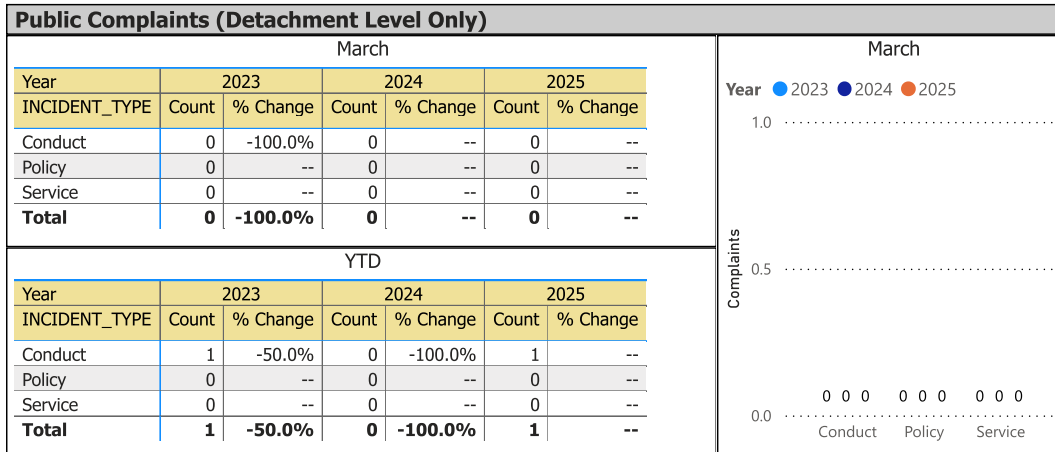 Public Complaints (Detachment Level Only)
March
Year 2023 2024 2025
INCIDENT_TYPE Count % Change Count % Change Count % Change
Conduct 0 -100.0% 0 -- 0 --
Policy 0 -- 0 -- 0 --
Service 0 -- 0 -- 0 --
Total 0 -100.0% 0 -- 0 --
YTD
Year 2023 2024 2025
INCIDENT_TYPE Count % Change Count % Change Count % Change
Conduct 1 -50.0% 0 -100.0% 1 --
Policy 0 -- 0 -- 0 --
Service 0 -- 0 -- 0 --
Total 1 -50.0% 0 -100.0% 1 --
March
Year 2023 2024 2025
1.0
Complaints
0.5
0 0 0 0 0 0 0 0 0
0.0
Conduct Policy Service